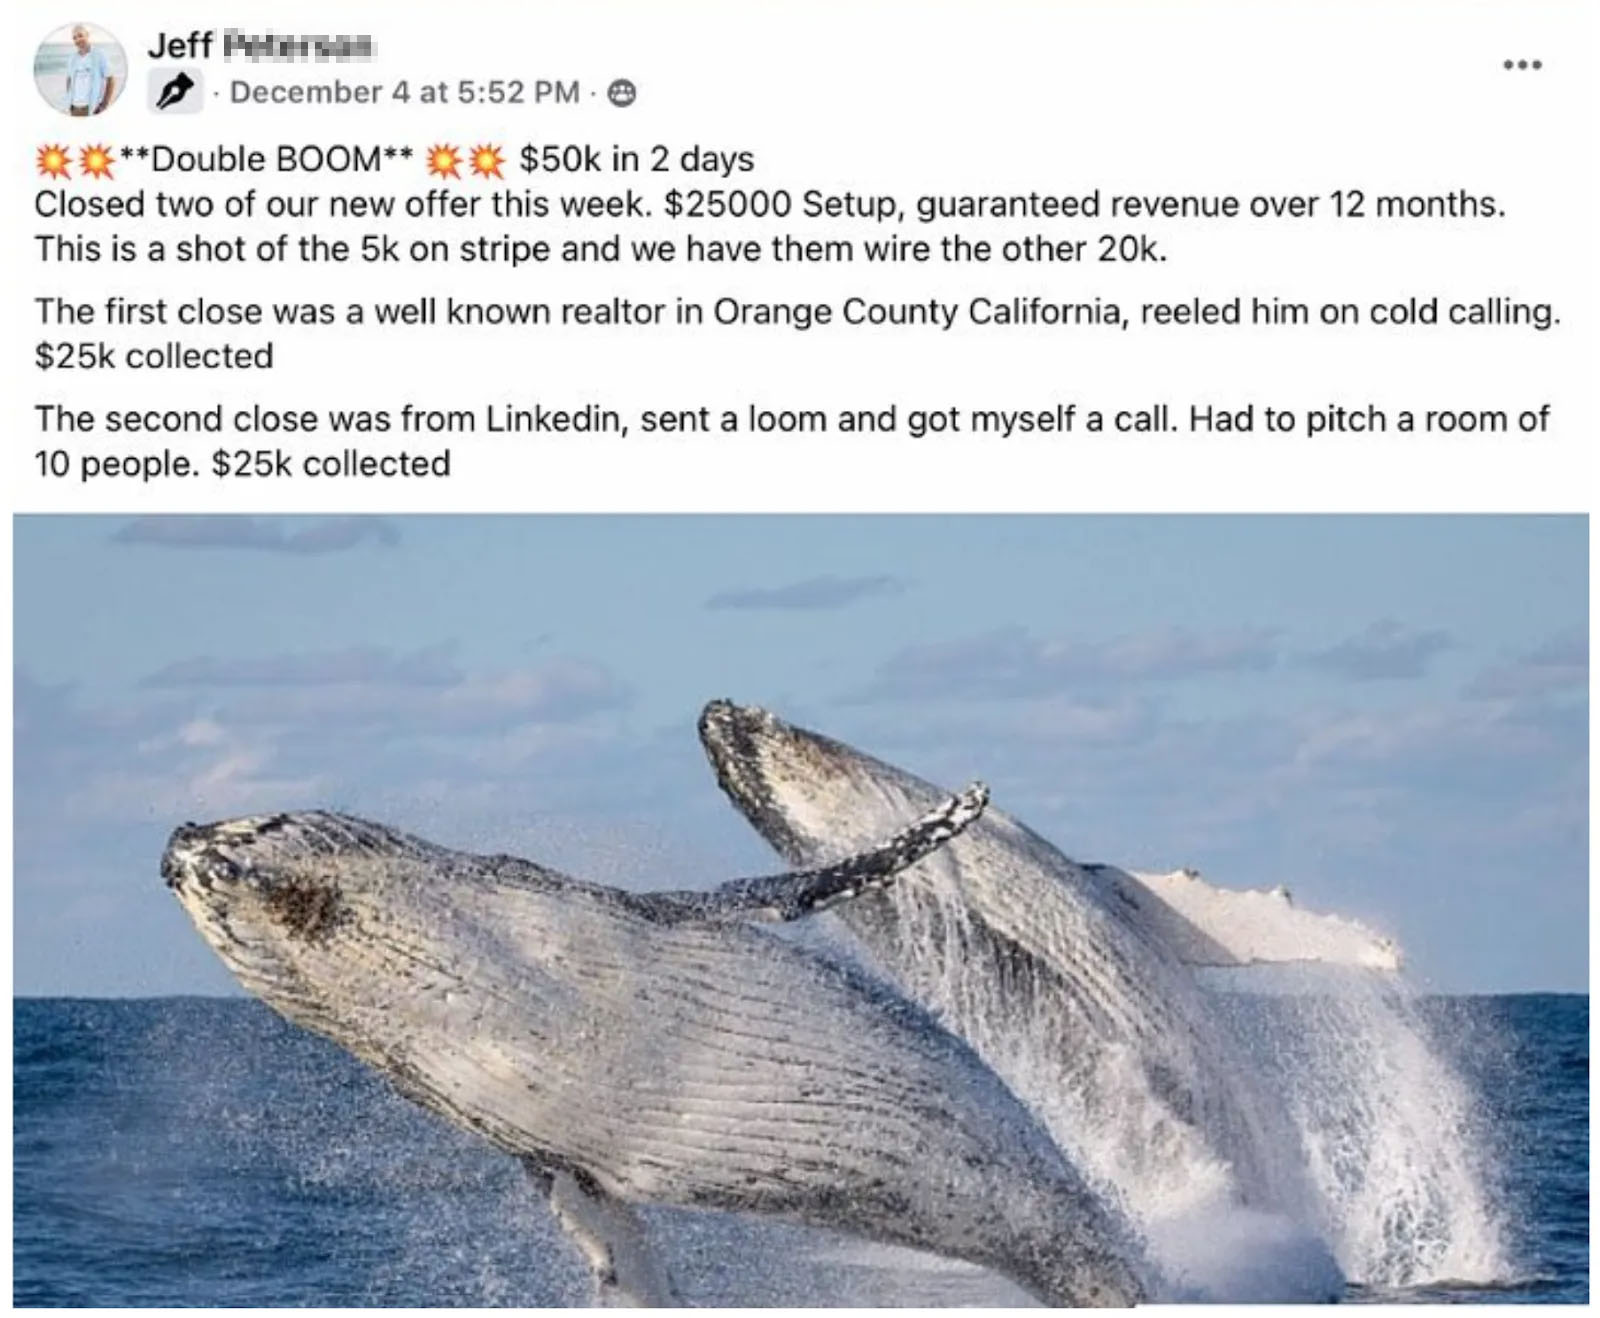 Jeff
· December 4 at 5:52 PM ·
💥💥**Double BOOM** 💥💥 $50k in 2 days
Closed two of our new offer this week. $25000 Setup, guaranteed revenue over 12 months.
This is a shot of the 5k on stripe and we have them wire the other 20k.
The first close was a well known realtor in Orange County California, reeled him on cold calling.
$25k collected
The second close was from Linkedin, sent a loom and got myself a call. Had to pitch a room of
10 people. $25k collected